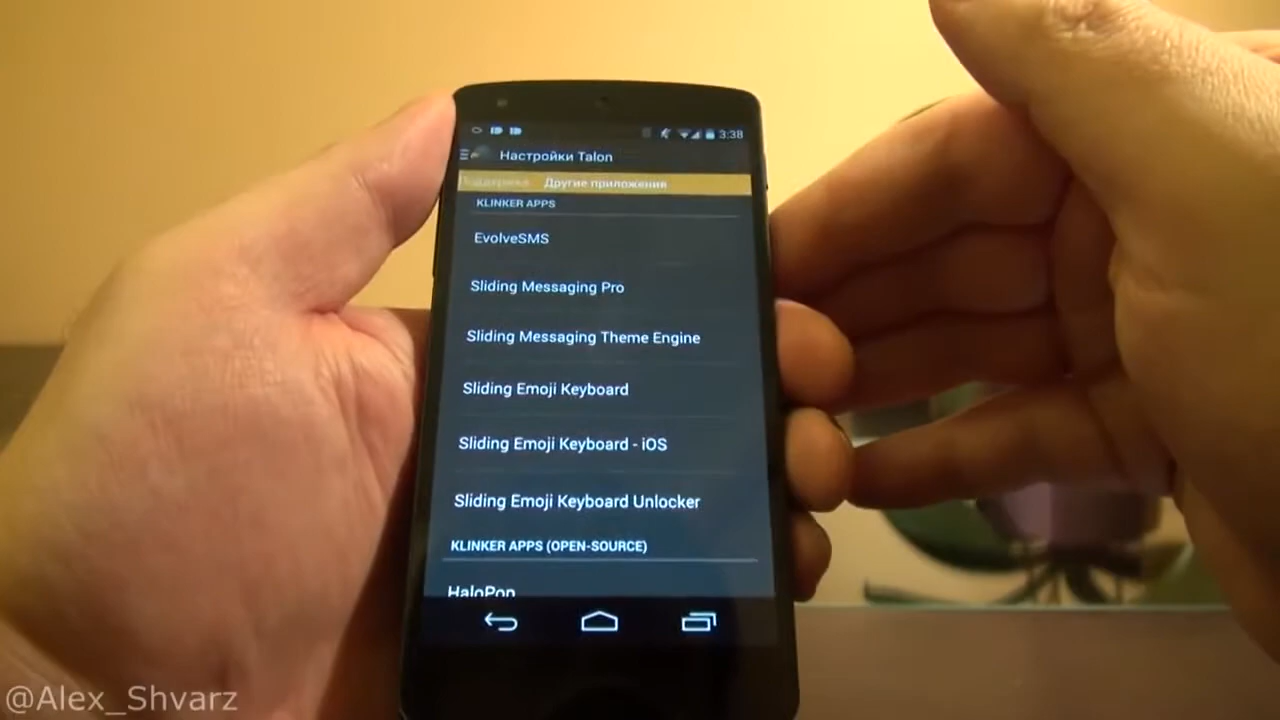 3:38
Настройки Talon
Поддержка Другие приложения
KLINKER APPS
EvolveSMS
Sliding Messaging Pro
Sliding Messaging Theme Engine
Sliding Emoji Keyboard
Sliding Emoji Keyboard - iOS
Sliding Emoji Keyboard Unlocker
KLINKER APPS (OPEN-SOURCE)
HaloPop
@Alex_Shvarz